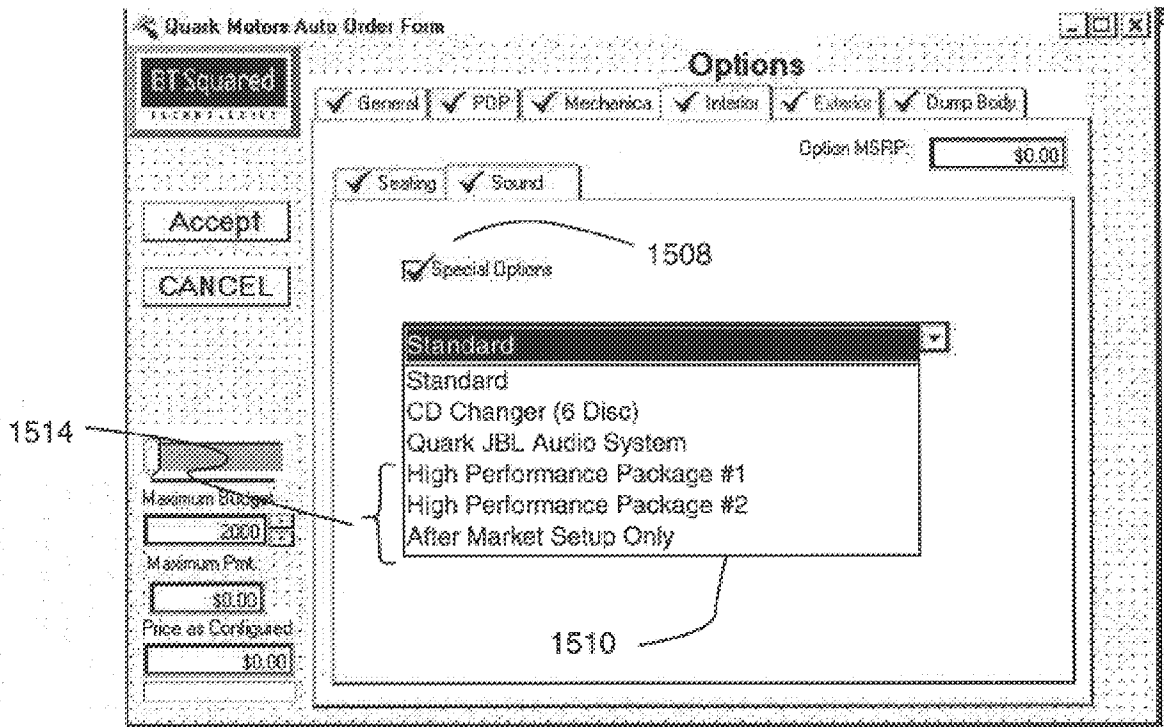 Quark Motors Auto Order Form
BT Squared
TECHNOLOGIES
Options
General PDP Mechanica Interior Exterior Dump Body
Option MSRP: $0.00
Seating Sound
Accept
CANCEL
1508
Special Options
Standard
Standard
CD Changer (6 Disc)
Quark JBL Audio System
High Performance Package #1
High Performance Package #2
After Market Setup Only
1514
Maximum Budget
2000
Maximum Pmt.
$0.00
Price as Configured
$0.00
1510